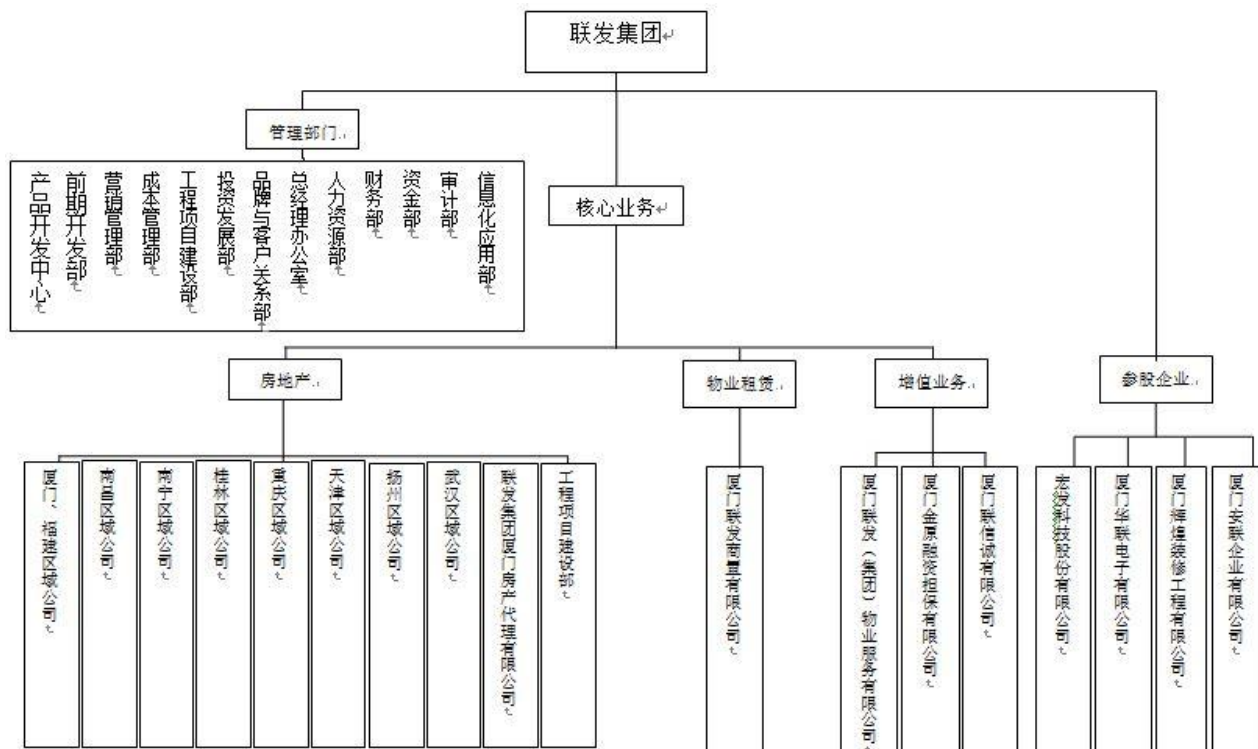 联发集团
管理部门
产品开发中心
前期开发部
营销管理部
成本管理部
工程项目建设部
投资发展部
品牌与客户关系部
总经理办公室
人力资源部
财务部
资金部
审计部
信息化应用部
核心业务
房地产
物业租赁
增值业务
参股企业
厦门、福建区域公司
南昌区域公司
南宁区域公司
桂林区域公司
重庆区域公司
天津区域公司
扬州区域公司
武汉区域公司
联发集团厦门房产代理有限公司
工程项目建设部
厦门联发商置有限公司
厦门联发（集团）物业服务有限公司
厦门金原融资担保有限公司
厦门联信诚有限公司
宏发科技股份有限公司
厦门华联电子有限公司
厦门辉煌装修工程有限公司
厦门安联企业有限公司